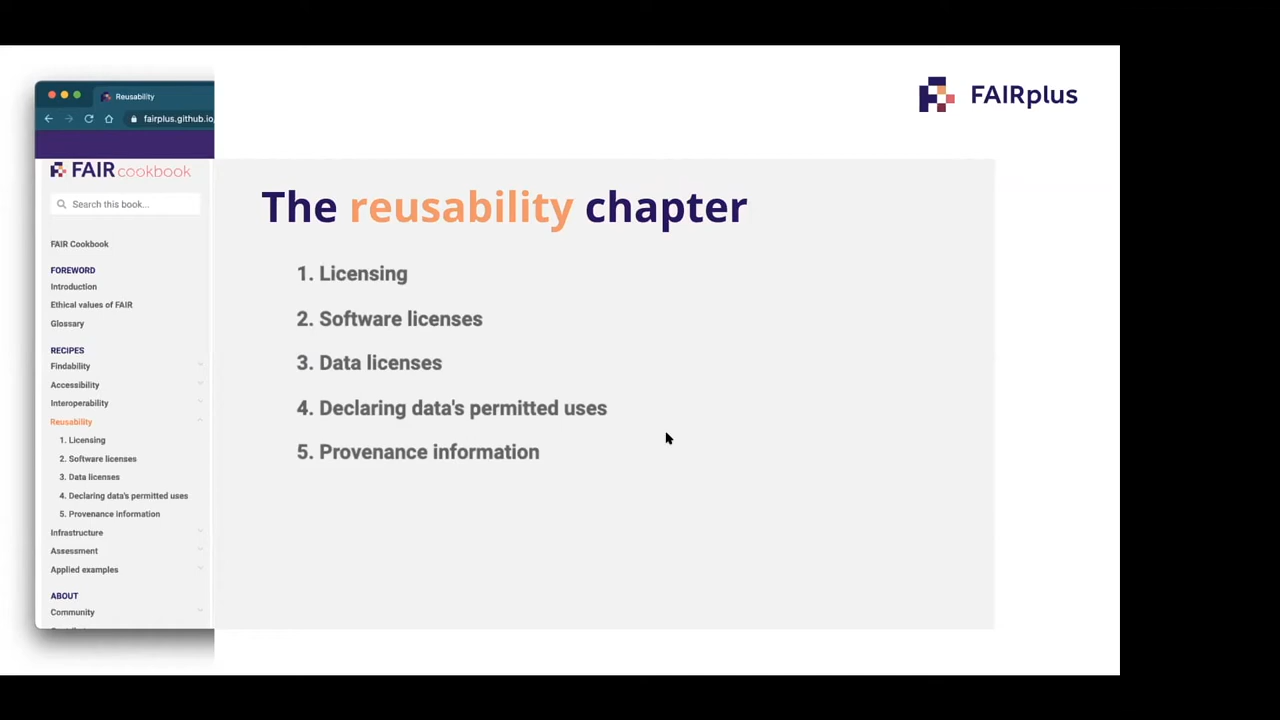 FAIRplus
Reusability
fairplus.github.io
FAIRcookbook
Search this book...
FAIR Cookbook
FOREWORD
Introduction
Ethical values of FAIR
Glossary
RECIPES
Findability
Accessibility
Interoperability
Reusability
1. Licensing
2. Software licenses
3. Data licenses
4. Declaring data's permitted uses
5. Provenance information
Infrastructure
Assessment
Applied examples
ABOUT
Community
The reusability chapter
1. Licensing
2. Software licenses
3. Data licenses
4. Declaring data's permitted uses
5. Provenance information